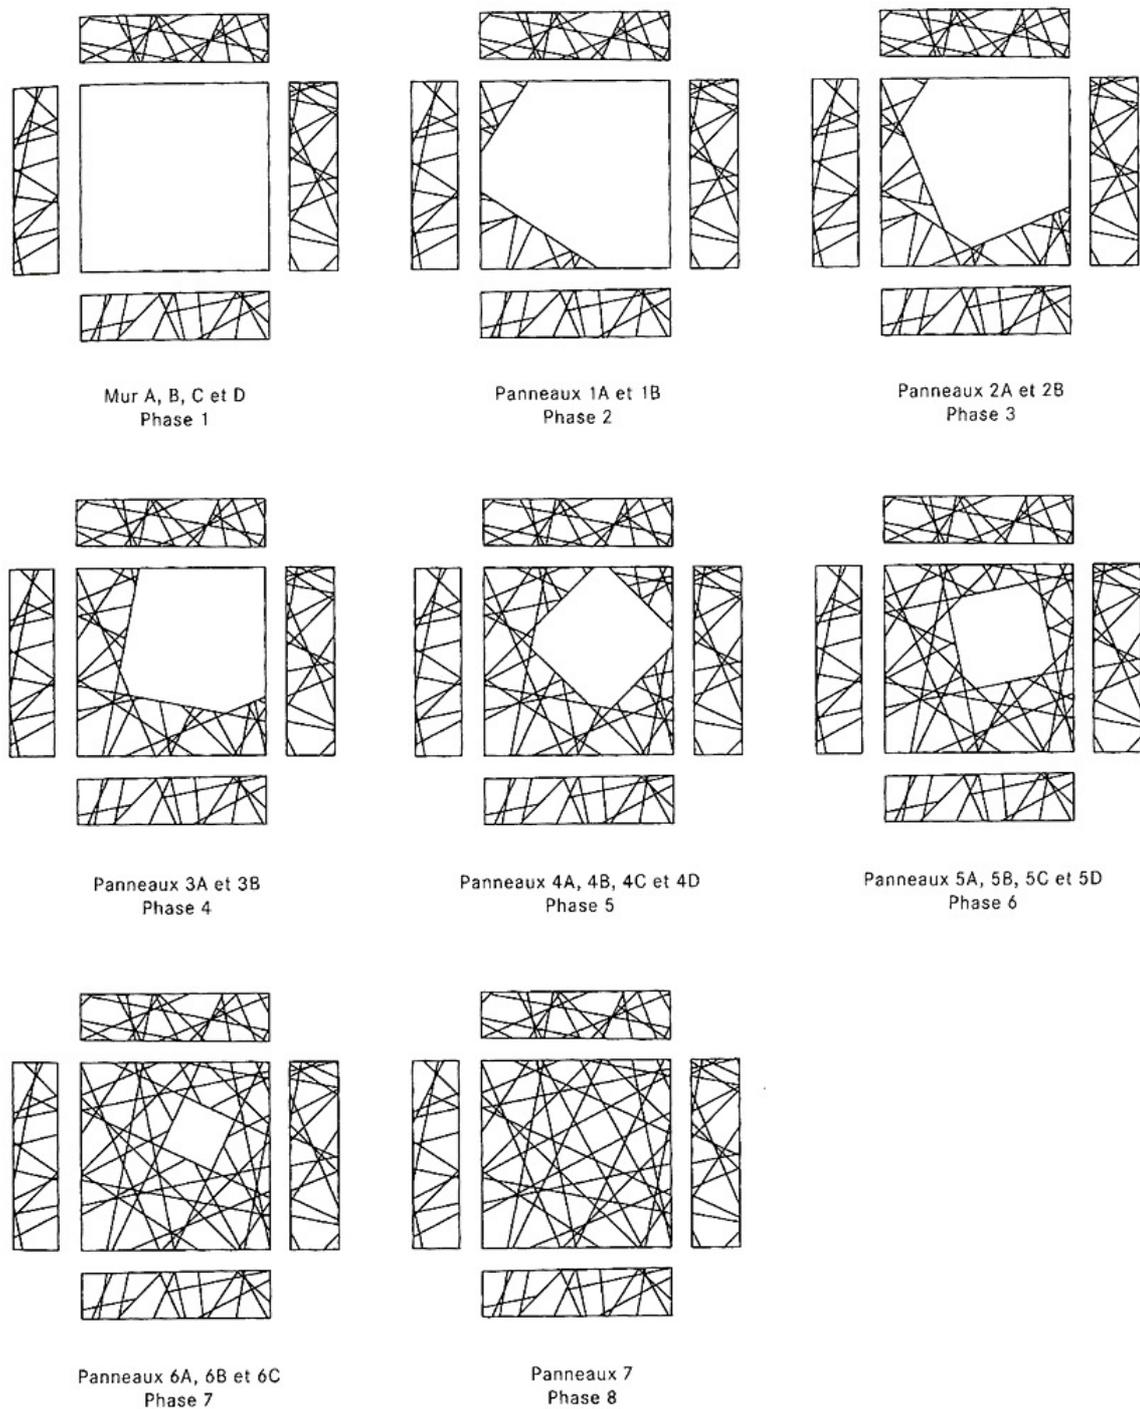 Mur A, B, C et D
Phase 1
Panneaux 1A et 1B
Phase 2
Panneaux 2A et 2B
Phase 3
Panneaux 3A et 3B
Phase 4
Panneaux 4A, 4B, 4C et 4D
Phase 5
Panneaux 5A, 5B, 5C et 5D
Phase 6
Panneaux 6A, 6B et 6C
Phase 7
Panneaux 7
Phase 8